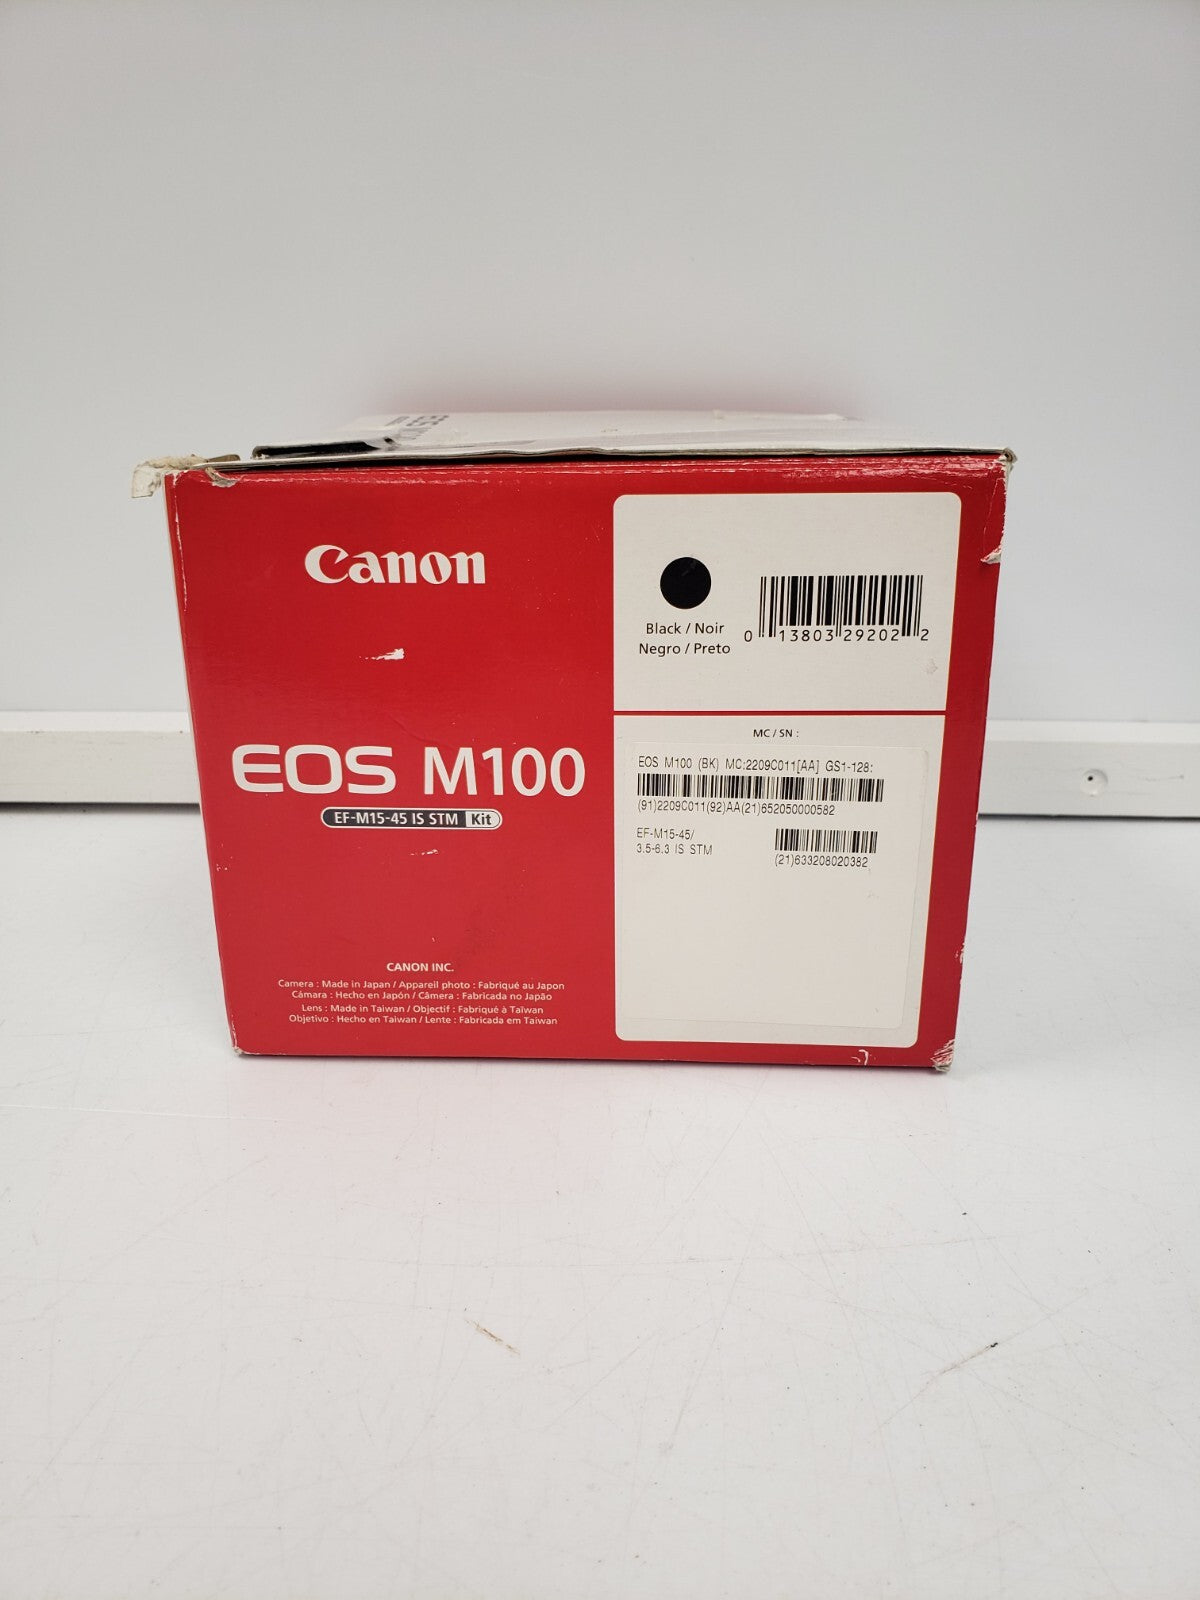 Canon
EOS M100
EF-M15-45 IS STM Kit
CANON INC.
Camera : Made in Japan / Appareil photo : Fabriqué au Japon
Cámara : Hecho en Japón / Câmera : Fabricada no Japão
Lens : Made in Taiwan / Objectif : Fabriqué à Taïwan
Objetivo : Hecho en Taiwan / Lente : Fabricada em Taiwan
Black / Noir
Negro / Preto
0 13803 29202 2
MC / SN :
EOS M100 (BK) MC:2209C011[AA] GS1-128:
(91)2209C011(92)AA(21)652050000582
EF-M15-45/
3.5-6.3 IS STM
(21)633208020382